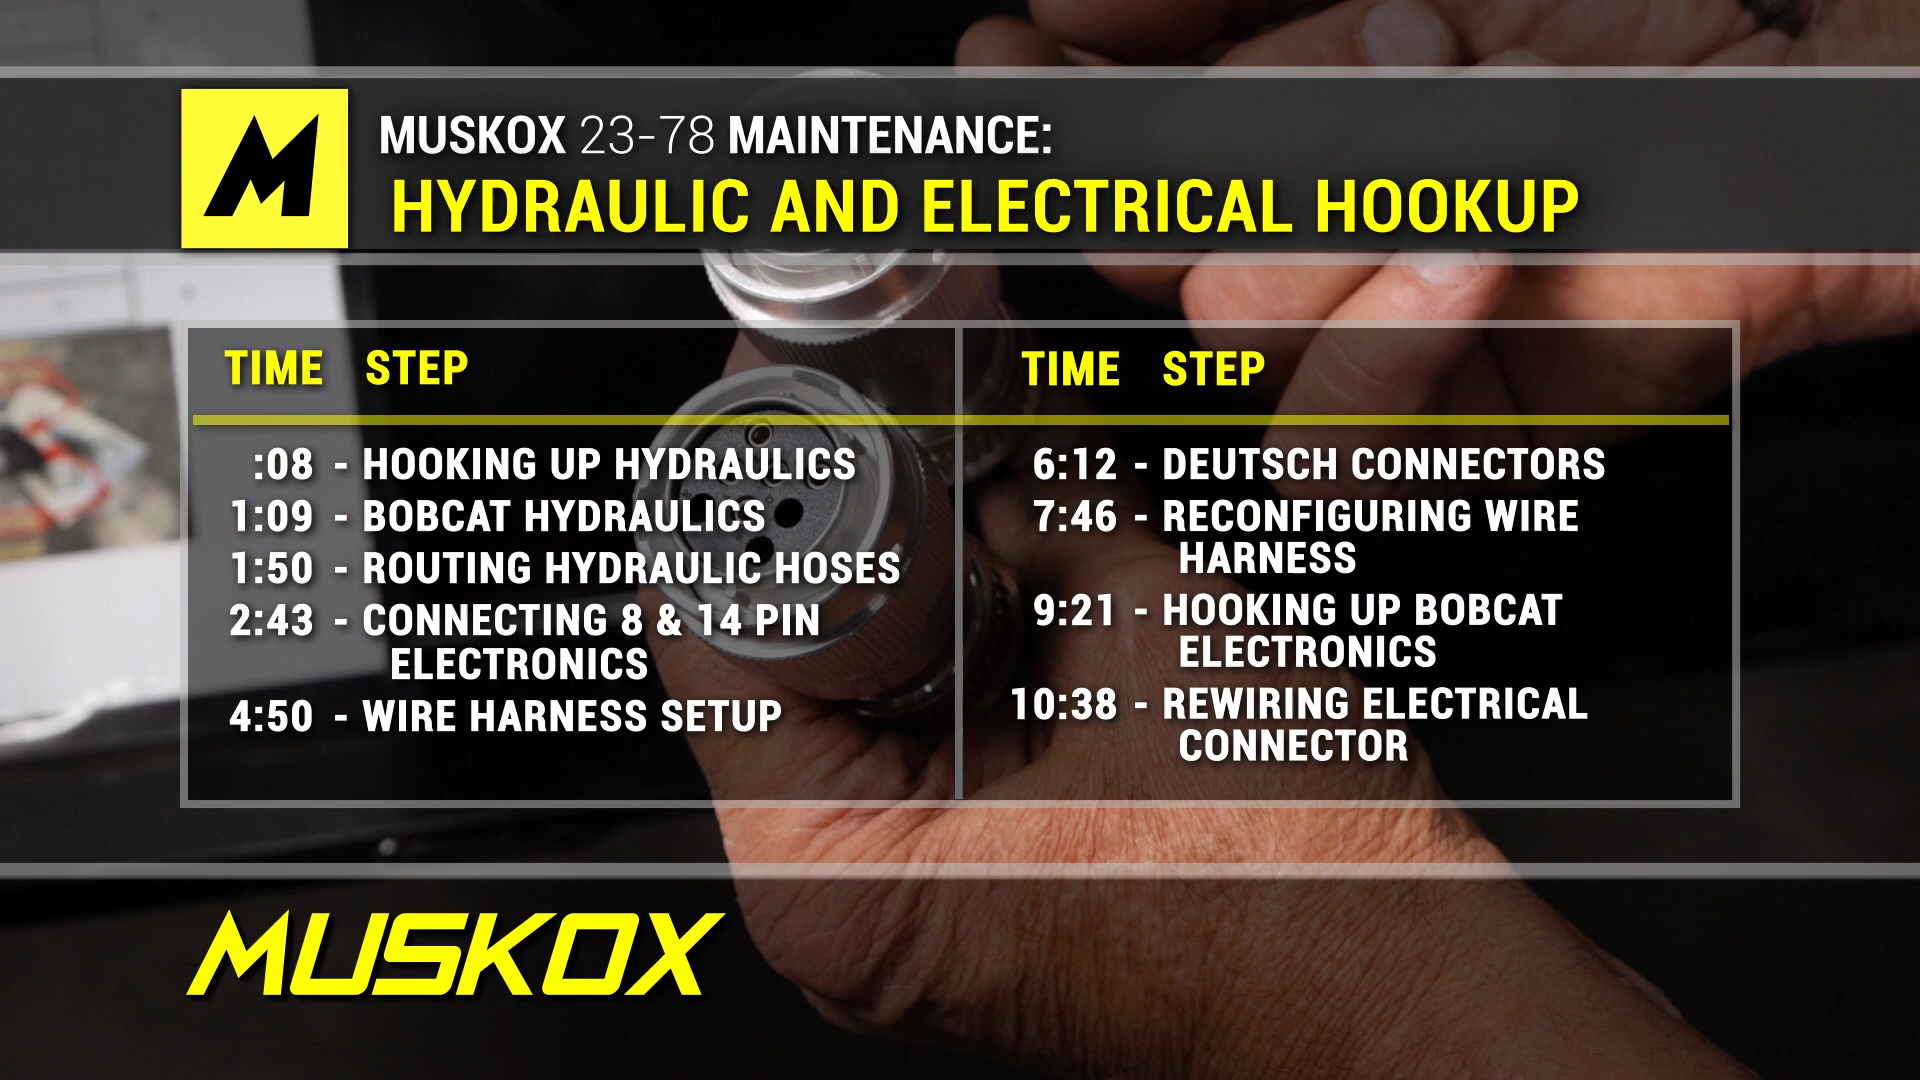 M
MUSKOX 23-78 MAINTENANCE:
HYDRAULIC AND ELECTRICAL HOOKUP
TIME STEP
:08 - HOOKING UP HYDRAULICS
1:09 - BOBCAT HYDRAULICS
1:50 - ROUTING HYDRAULIC HOSES
2:43 - CONNECTING 8 & 14 PIN
ELECTRONICS
4:50 - WIRE HARNESS SETUP
TIME STEP
6:12 - DEUTSCH CONNECTORS
7:46 - RECONFIGURING WIRE
HARNESS
9:21 - HOOKING UP BOBCAT
ELECTRONICS
10:38 - REWIRING ELECTRICAL
CONNECTOR
MUSKOX